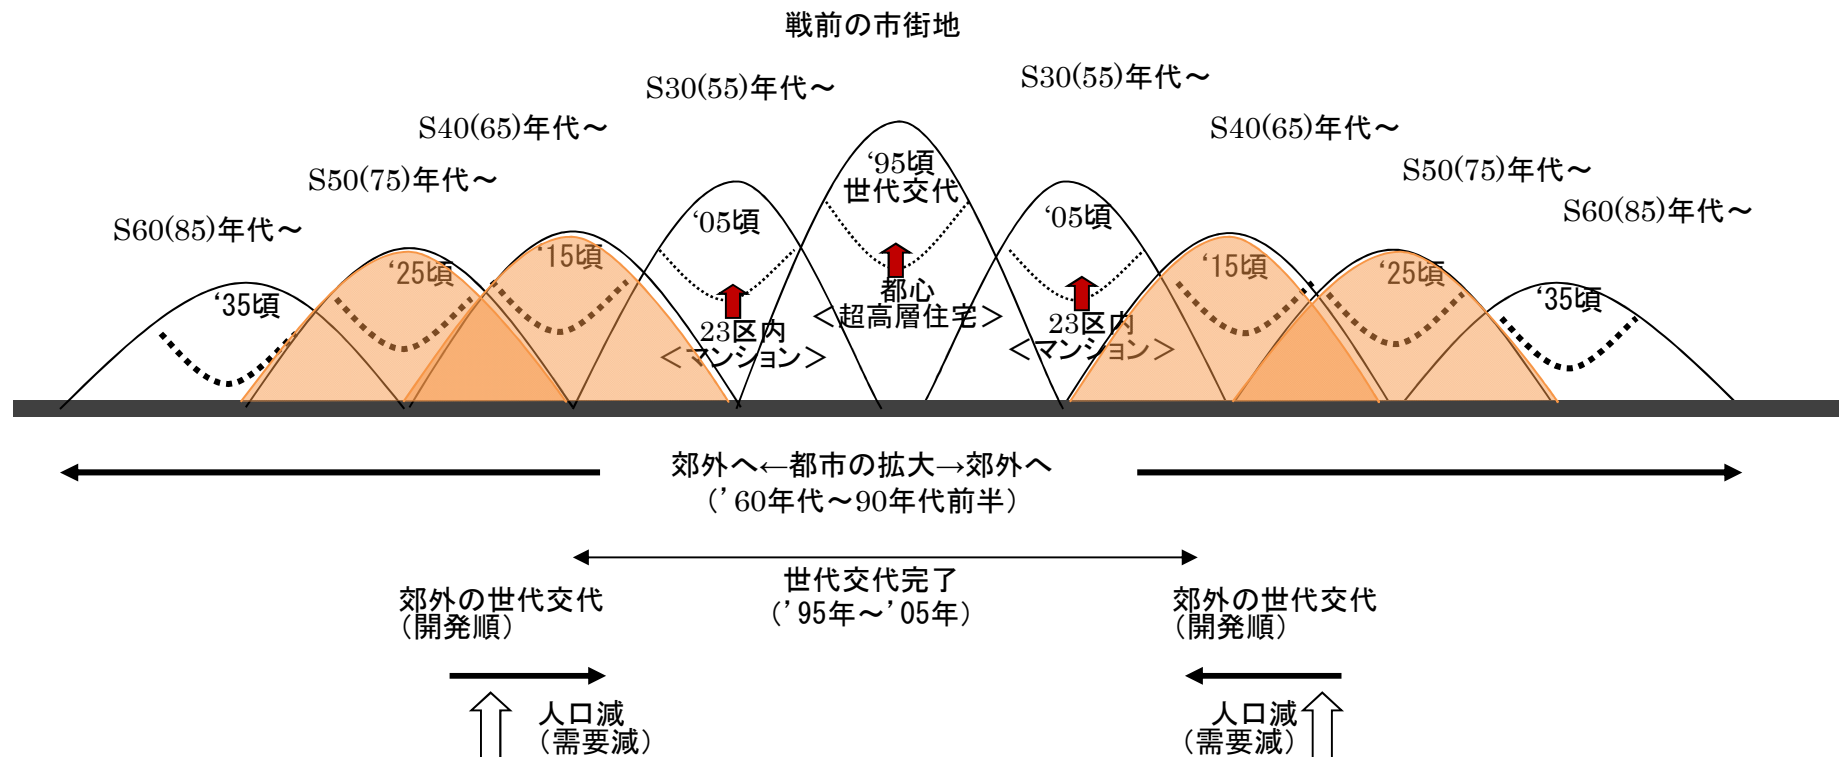 戦前の市街地
S30(55)年代～
S30(55)年代～
S40(65)年代～
S40(65)年代～
S50(75)年代～
S50(75)年代～
S60(85)年代～
S60(85)年代～
‘35頃
‘25頃
‘15頃
‘05頃
‘95頃
世代交代
‘05頃
‘15頃
‘25頃
‘35頃
23区内
＜マンション＞
都心
＜超高層住宅＞
23区内
＜マンション＞
郊外へ←都市の拡大→郊外へ
（’60年代～90年代前半）
世代交代完了
（’95年～’05年）
郊外の世代交代
（開発順）
郊外の世代交代
（開発順）
人口減
（需要減）
人口減
（需要減）